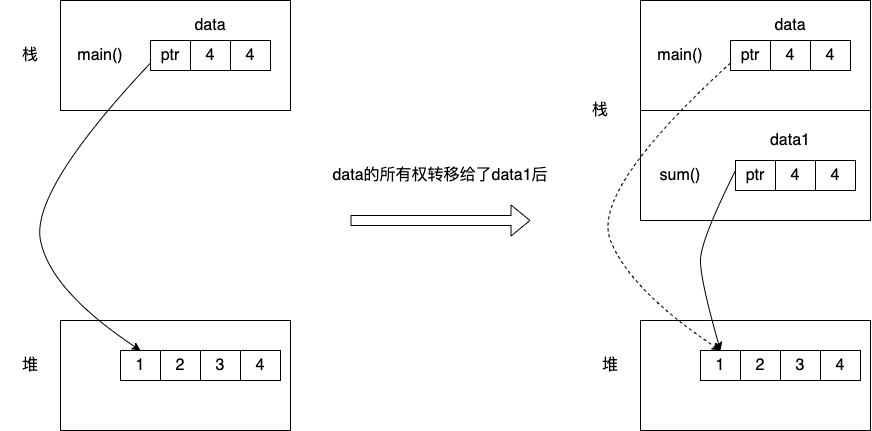 data
栈
main()
ptr
4
4
堆
1
2
3
4
data的所有权转移给了data1后
data
main()
ptr
4
4
栈
data1
sum()
ptr
4
4
堆
1
2
3
4